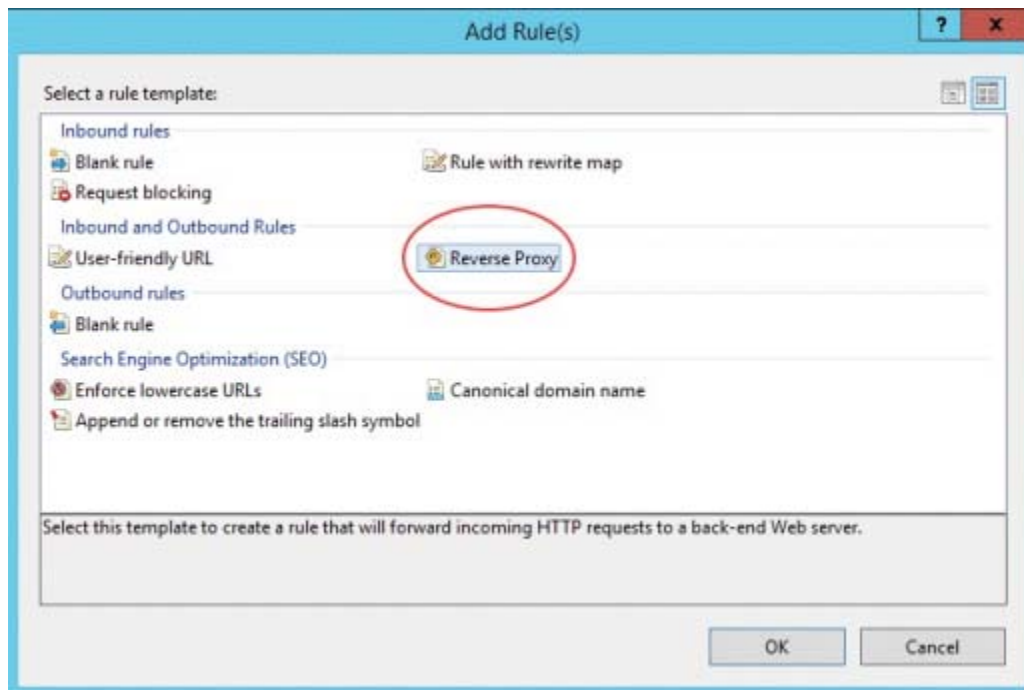 Add Rule(s)
?
x
Select a rule template:
Inbound rules
Blank rule
Rule with rewrite map
Request blocking
Inbound and Outbound Rules
User-friendly URL
Reverse Proxy
Outbound rules
Blank rule
Search Engine Optimization (SEO)
Enforce lowercase URLs
Canonical domain name
Append or remove the trailing slash symbol
Select this template to create a rule that will forward incoming HTTP requests to a back-end Web server.
OK
Cancel